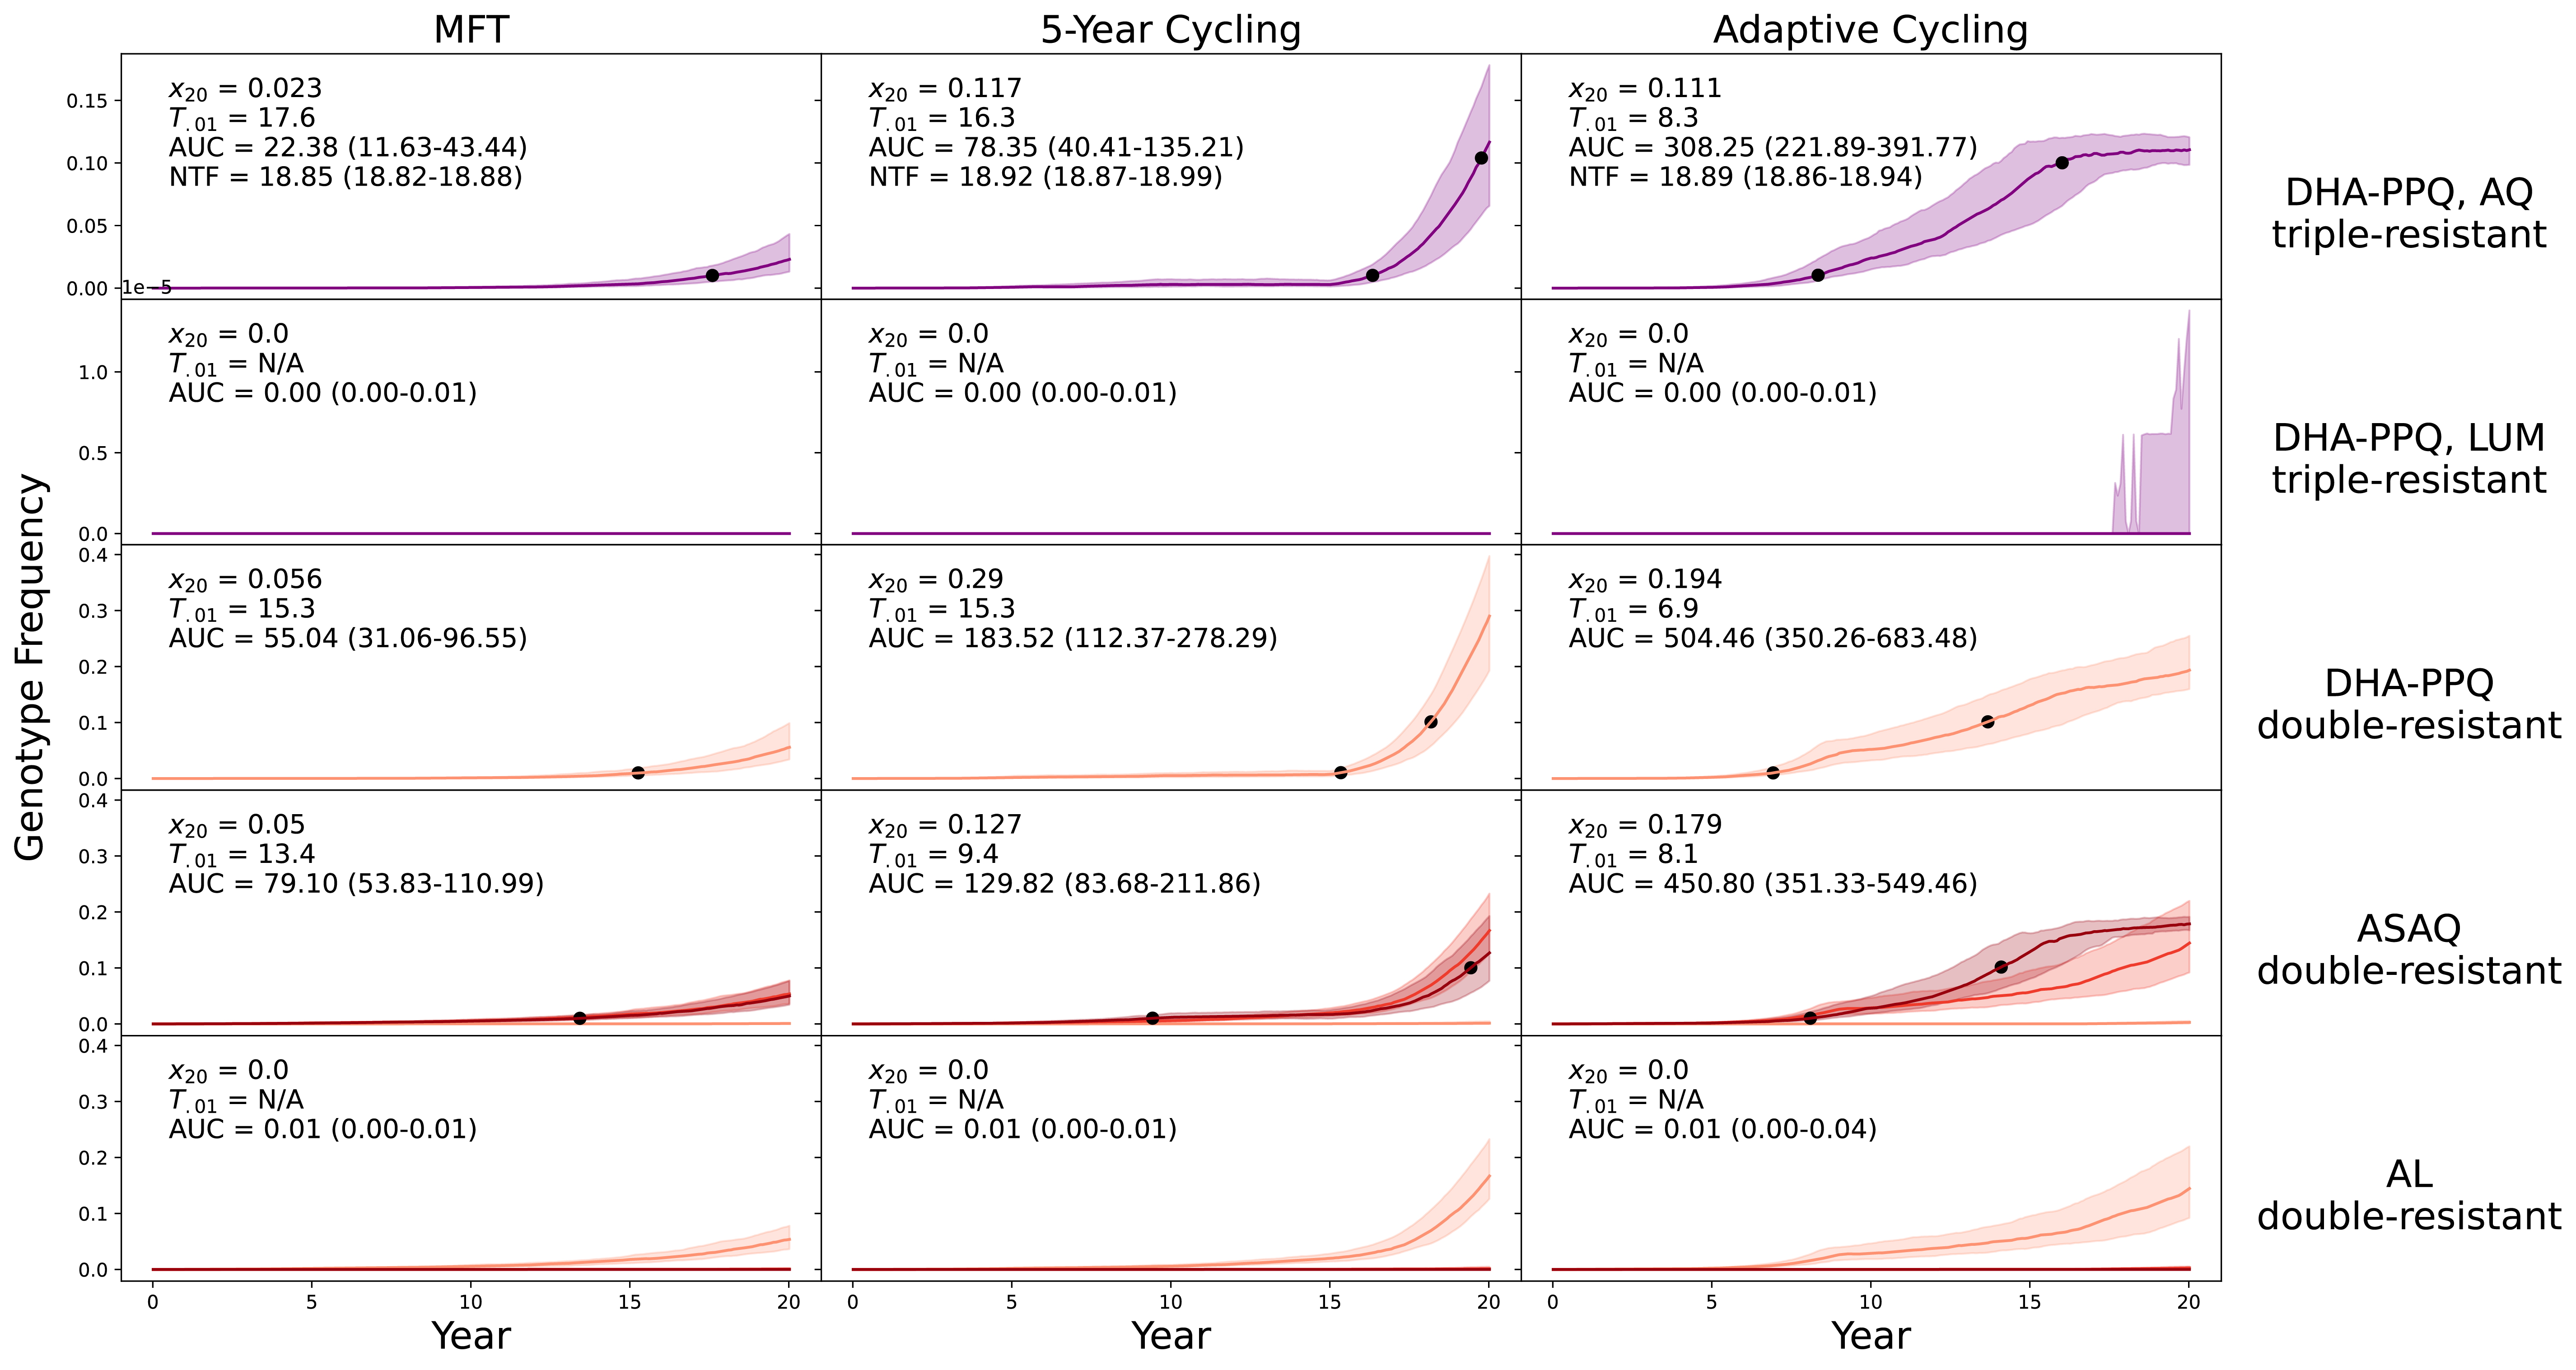 MFT
5-Year Cycling
Adaptive Cycling
Genotype Frequency
0.15
0.10
0.05
0.00
x20 = 0.023
T.01 = 17.6
AUC = 22.38 (11.63-43.44)
NTF = 18.85 (18.82-18.88)
x20 = 0.117
T.01 = 16.3
AUC = 78.35 (40.41-135.21)
NTF = 18.92 (18.87-18.99)
x20 = 0.111
T.01 = 8.3
AUC = 308.25 (221.89-391.77)
NTF = 18.89 (18.86-18.94)
DHA-PPQ, AQ
triple-resistant
1e−5
1.0
0.5
0.0
x20 = 0.0
T.01 = N/A
AUC = 0.00 (0.00-0.01)
x20 = 0.0
T.01 = N/A
AUC = 0.00 (0.00-0.01)
x20 = 0.0
T.01 = N/A
AUC = 0.00 (0.00-0.01)
DHA-PPQ, LUM
triple-resistant
0.4
0.3
0.2
0.1
0.0
x20 = 0.056
T.01 = 15.3
AUC = 55.04 (31.06-96.55)
x20 = 0.29
T.01 = 15.3
AUC = 183.52 (112.37-278.29)
x20 = 0.194
T.01 = 6.9
AUC = 504.46 (350.26-683.48)
DHA-PPQ
double-resistant
0.4
0.3
0.2
0.1
0.0
x20 = 0.05
T.01 = 13.4
AUC = 79.10 (53.83-110.99)
x20 = 0.127
T.01 = 9.4
AUC = 129.82 (83.68-211.86)
x20 = 0.179
T.01 = 8.1
AUC = 450.80 (351.33-549.46)
ASAQ
double-resistant
0.4
0.3
0.2
0.1
0.0
x20 = 0.0
T.01 = N/A
AUC = 0.01 (0.00-0.01)
x20 = 0.0
T.01 = N/A
AUC = 0.01 (0.00-0.01)
x20 = 0.0
T.01 = N/A
AUC = 0.01 (0.00-0.04)
AL
double-resistant
0 5 10 15 20
0 5 10 15 20
0 5 10 15 20
Year
Year
Year